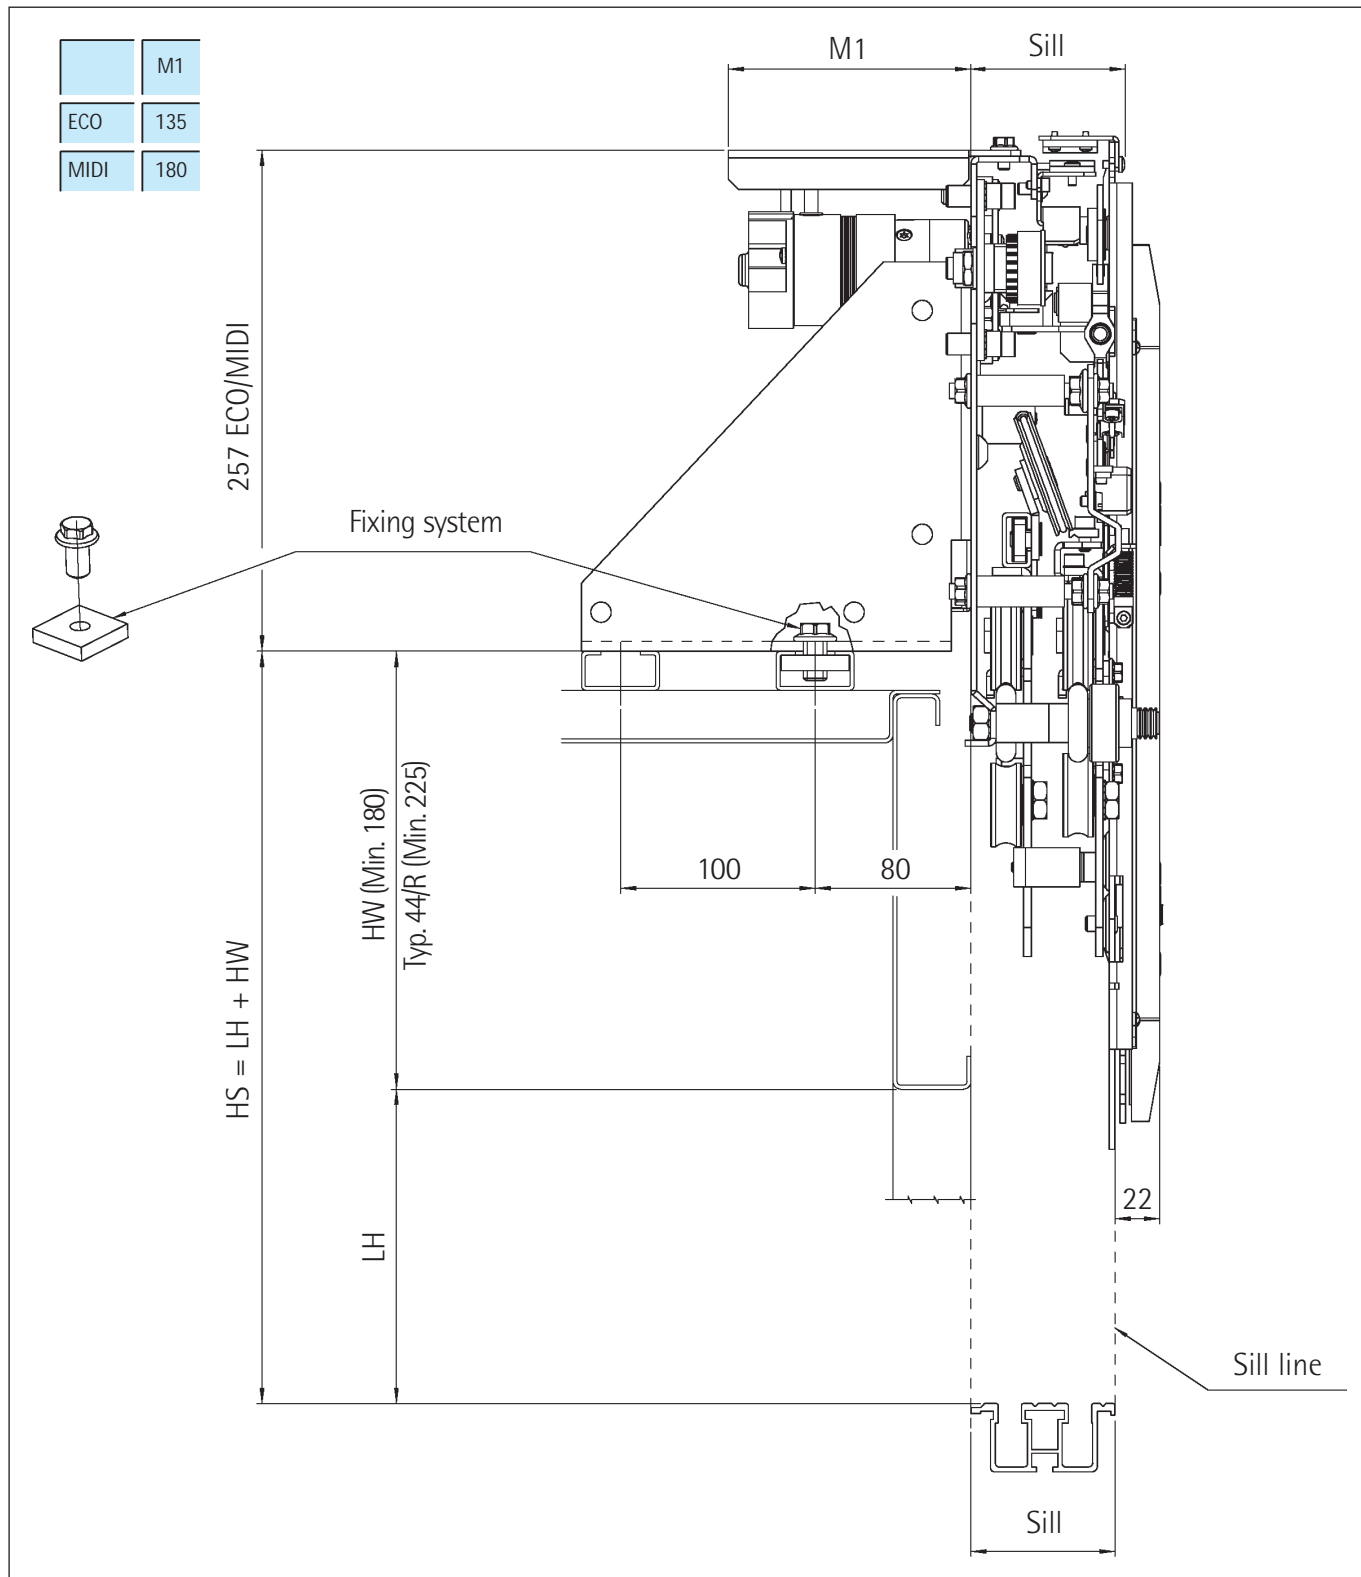 M1
ECO 135
MIDI 180
M1
Sill
257 ECO/MIDI
Fixing system
HW (Min. 180)
Typ. 44/R (Min. 225)
100
80
HS = LH + HW
LH
22
Sill line
Sill